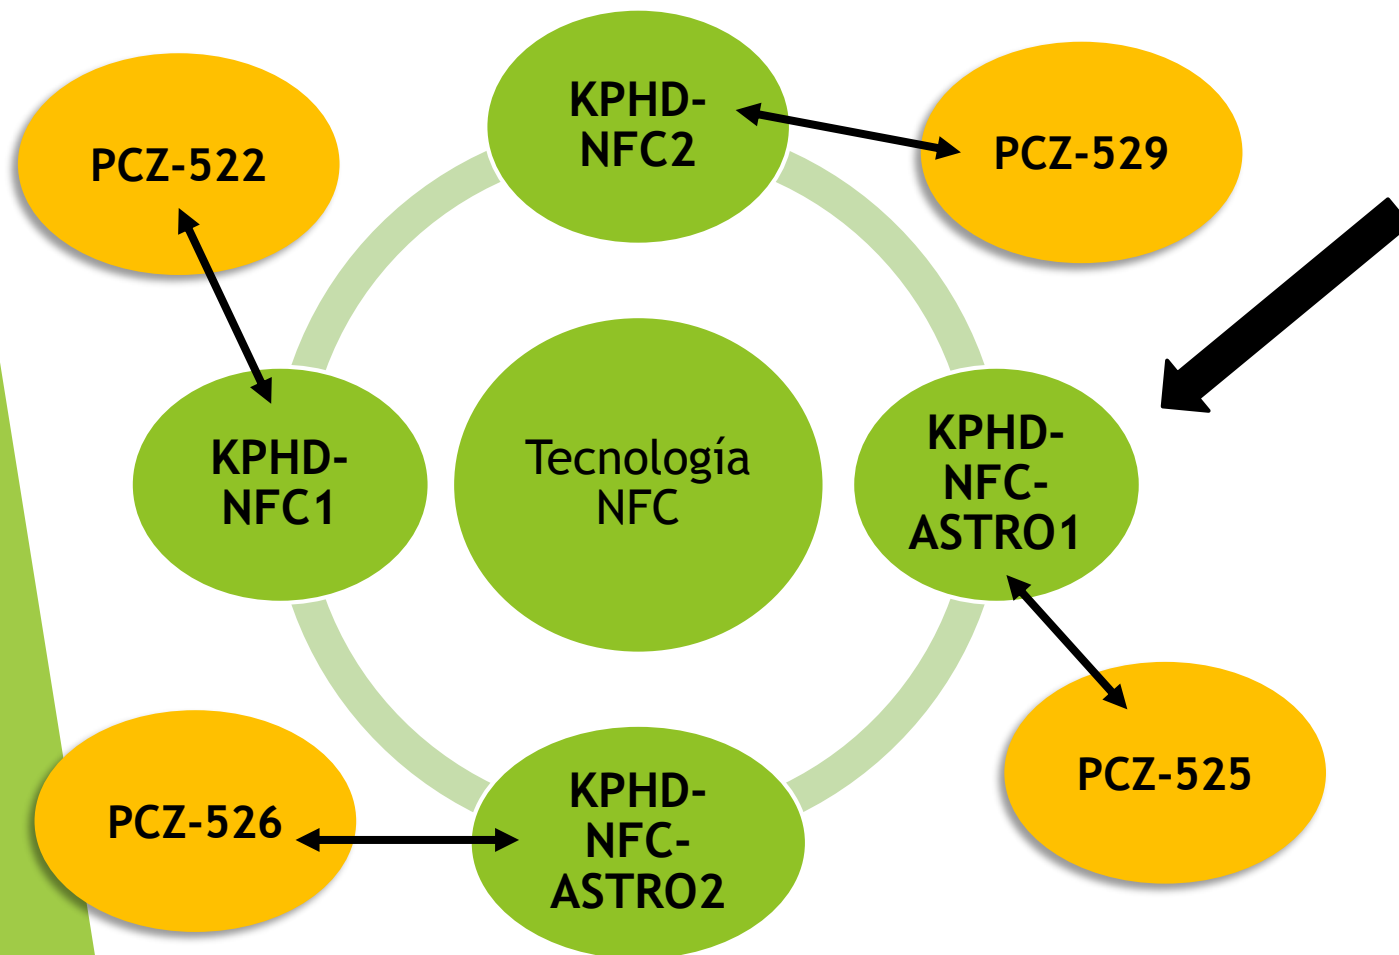 KPHD-
NFC2
PCZ-522
PCZ-529
KPHD-
NFC1
Tecnología
NFC
KPHD-
NFC-
ASTRO1
PCZ-526
KPHD-
NFC-
ASTRO2
PCZ-525